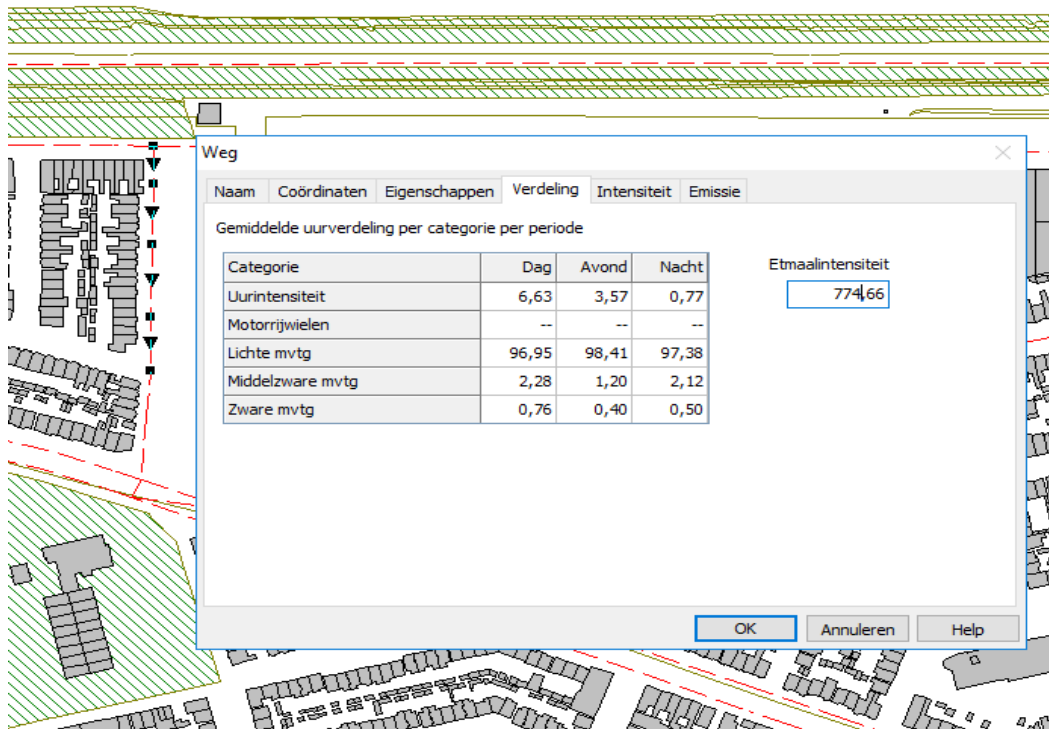 Weg
Naam Coördinaten Eigenschappen Verdeling Intensiteit Emissie
Gemiddelde uurverdeling per categorie per periode
Categorie Dag Avond Nacht
Uurintensiteit 6,63 3,57 0,77
Motorrijwielen -- -- --
Lichte mvtg 96,95 98,41 97,38
Middelzware mvtg 2,28 1,20 2,12
Zware mvtg 0,76 0,40 0,50
Etmaalintensiteit
774,66
OK Annuleren Help